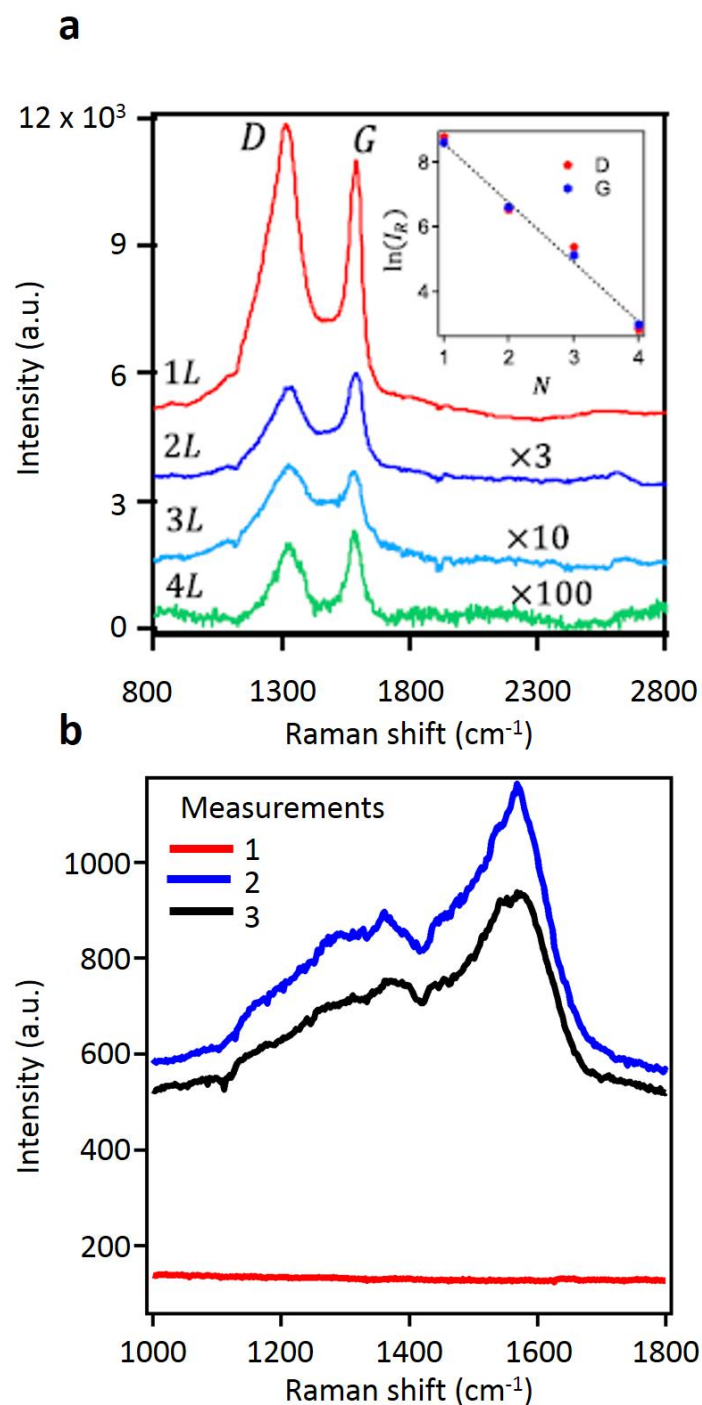 a
12 x 10³
9
6
3
0
Intensity (a.u.)
D
G
1L
2L
3L
4L
×3
×10
×100
D
G
8
6
4
ln(I_R)
1
2
3
4
N
800
1300
1800
2300
2800
Raman shift (cm⁻¹)
b
Measurements
1
2
3
1000
800
600
400
200
Intensity (a.u.)
1000
1200
1400
1600
1800
Raman shift (cm⁻¹)